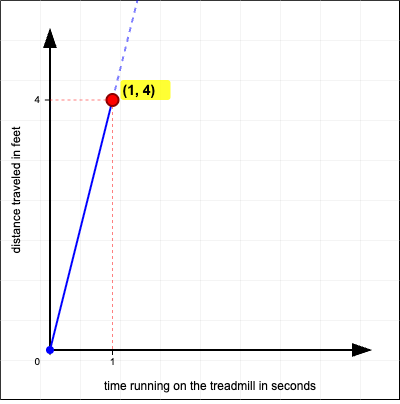 (1, 4)
4
distance traveled in feet
0
1
time running on the treadmill in seconds